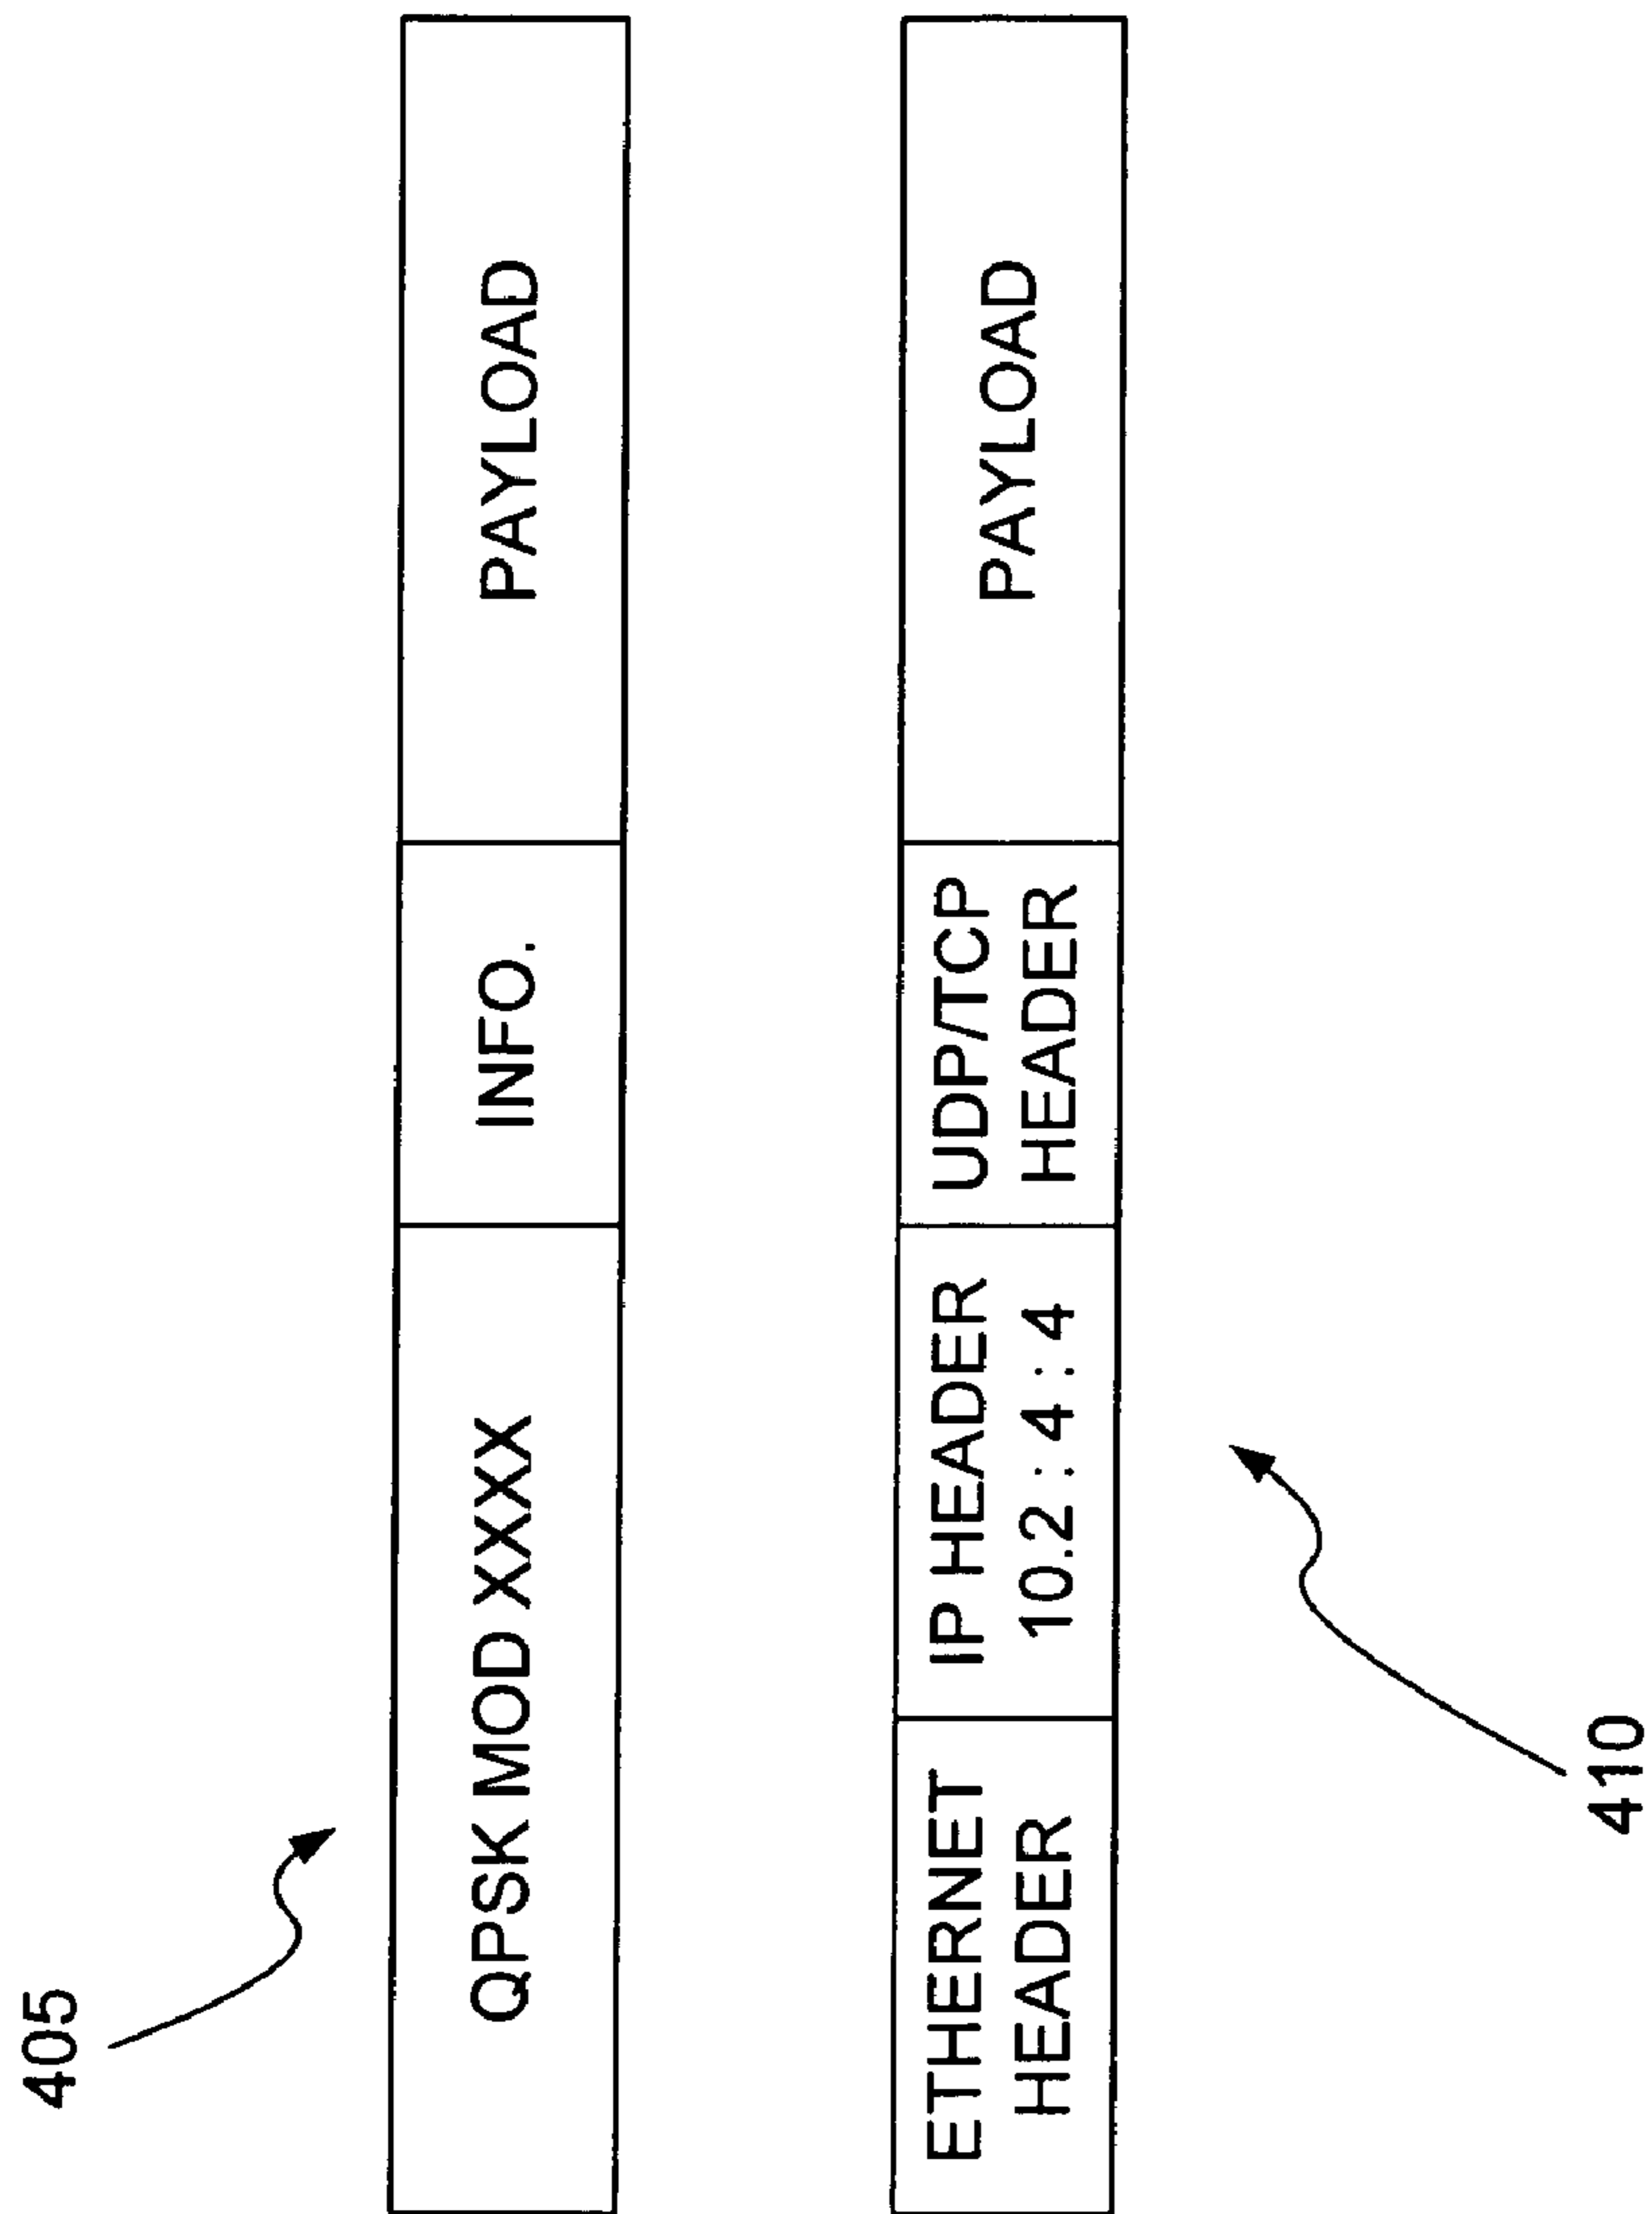 405
QPSK MOD XXXX
INFO.
PAYLOAD
ETHERNET
HEADER
IP HEADER
10.2 : 4 : 4
UDP/TCP
HEADER
PAYLOAD
410